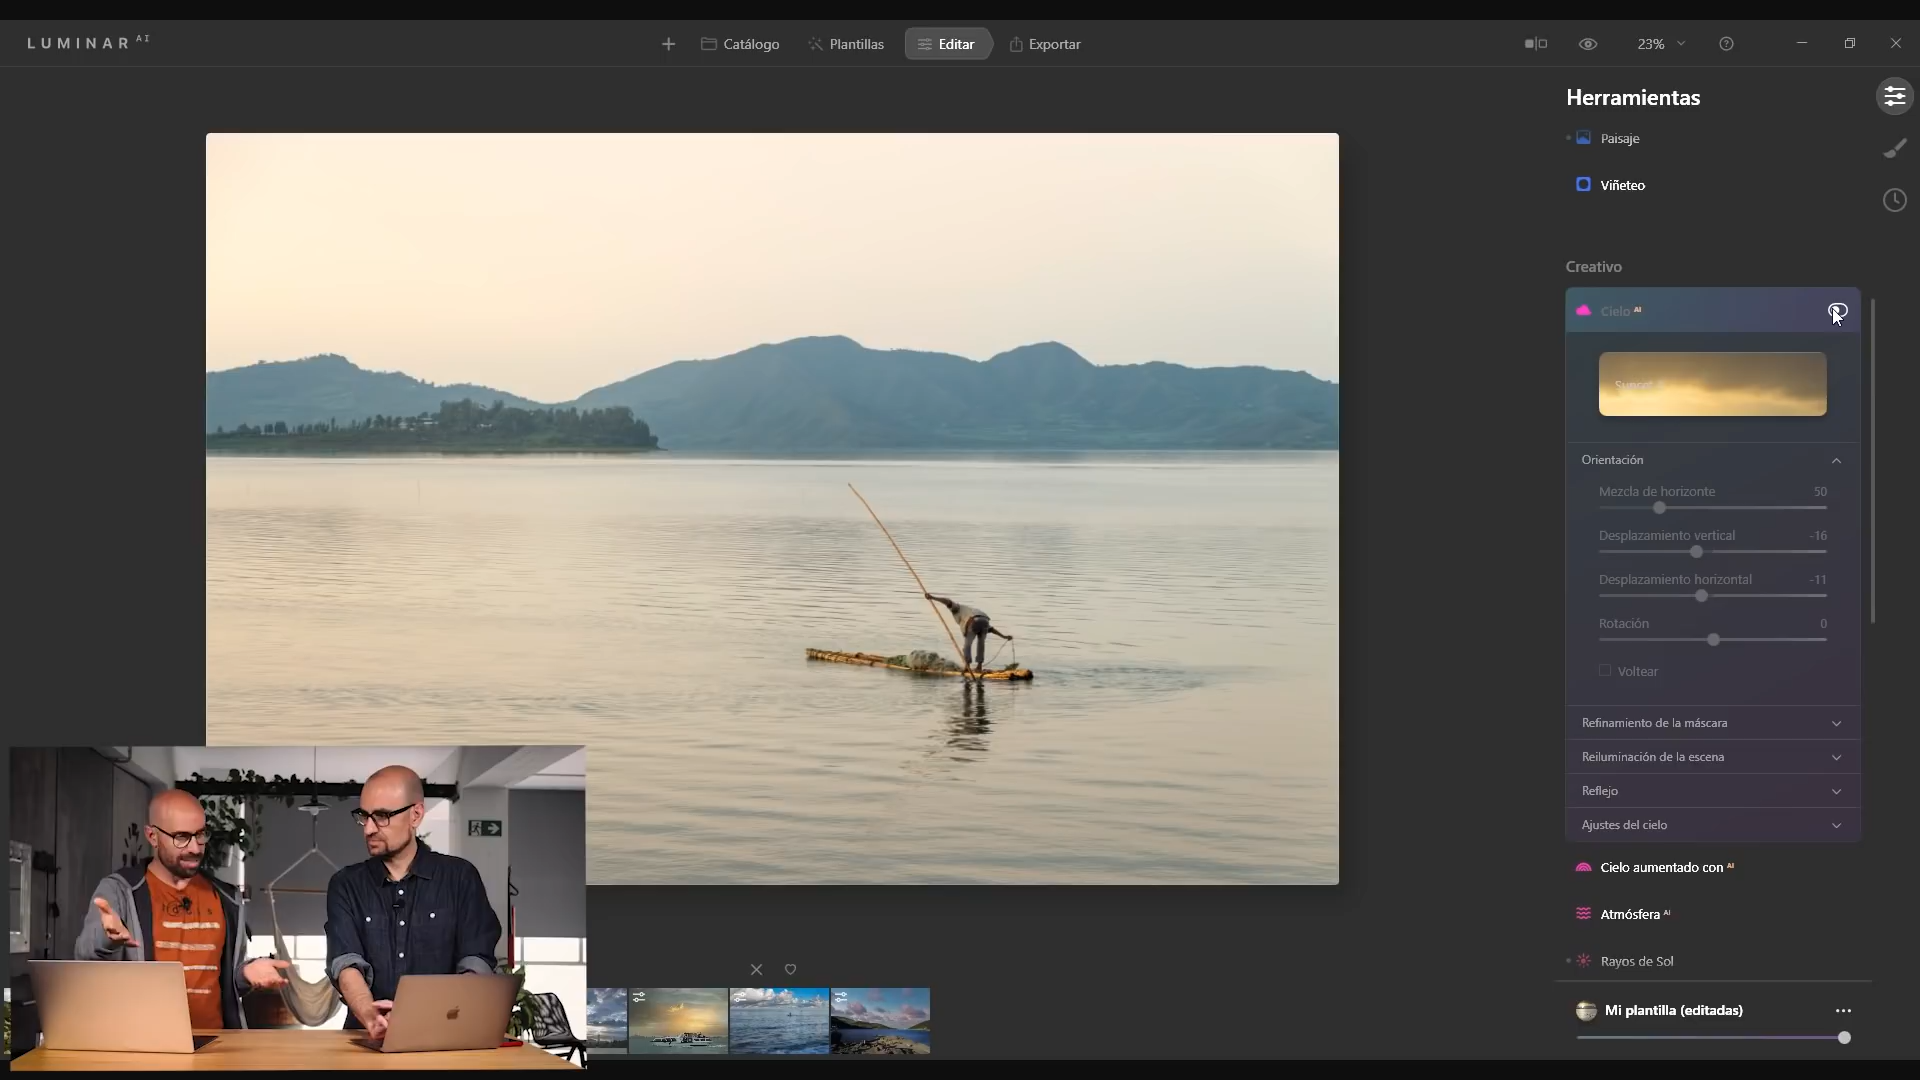 LUMINAR AI
Catálogo
Plantillas
Editar
Exportar
23%
Herramientas
Paisaje
Viñeteo
Creativo
Cielo AI
Sunset
Orientación
Mezcla de horizonte 50
Desplazamiento vertical -16
Desplazamiento horizontal -11
Rotación 0
Voltear
Refinamiento de la máscara
Reiluminación de la escena
Reflejo
Ajustes del cielo
Cielo aumentado con AI
Atmósfera AI
Rayos de Sol
Mi plantilla (editadas)